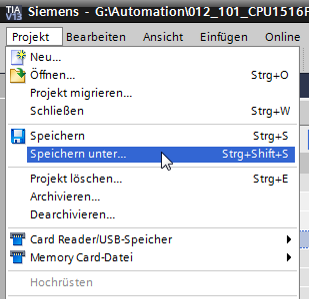 TIA V13 Siemens - G:\Automation\012_101_CPU1516F
Projekt Bearbeiten Ansicht Einfügen Online
Neu...
Öffnen... Strg+O
Projekt migrieren...
Schließen Strg+W
Speichern Strg+S
Speichern unter... Strg+Shift+S
Projekt löschen... Strg+E
Archivieren...
Dearchivieren...
Card Reader/USB-Speicher
Memory Card-Datei
Hochrüsten